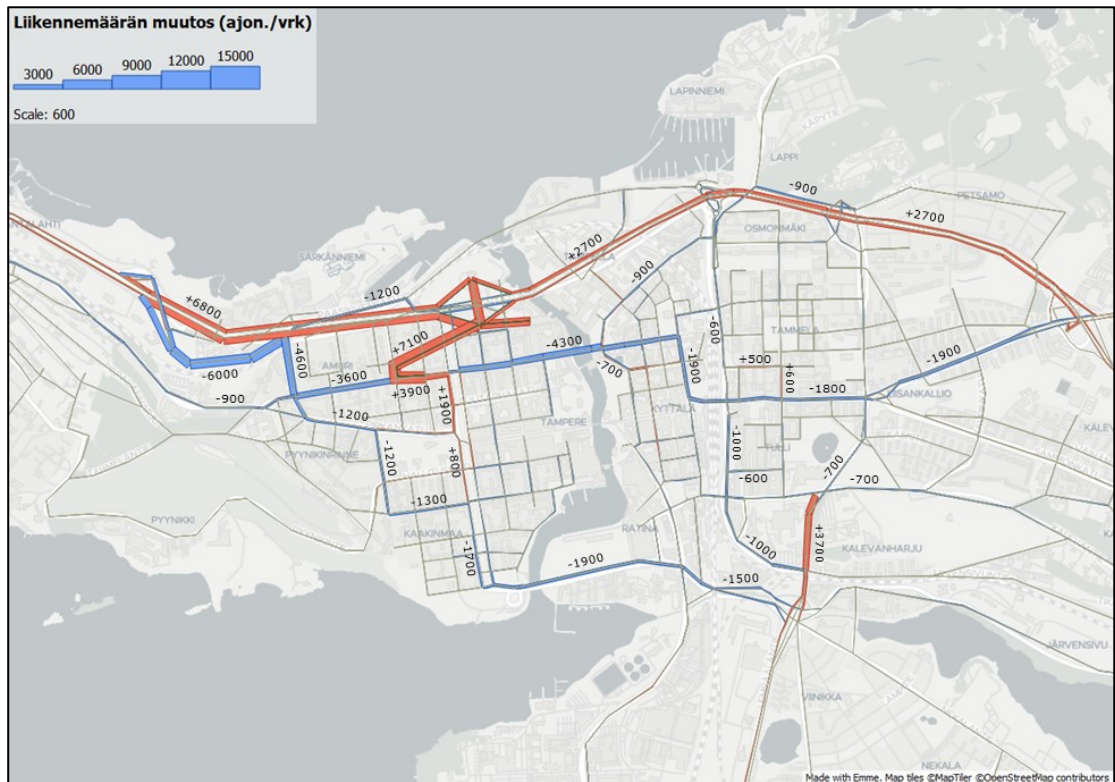 Liikennemäärän muutos (ajon./vrk)
3000 6000 9000 12000 15000
Scale: 600
LAPINNIEMI
KÄPYTIE
LAPPI
-900
PETSAMO
+2700
OSMONMÄKI
+2700
SÄRKÄNNIEMI
-1200
-900
+6800
-600
TAMMELA
+7100
-4300
-4600
AMURI
-3600
-700
-1900
+500
+600
-1900
-6000
+3900
+1900
-1800
-900
-1200
KYTTÄLÄ
TAMPERE
TULLI
-1000
PYYNIKINRINNE
-1200
+800
-700
-600
-700
-1300
PYYNIKKI
KAAKINMAA
RATINA
+3700
-1700
-1000
KALEVANHARJU
-1900
-1500
JÄRVENSIVU
VIINIKKA
LAMMITIE
NEKALA
Made with Emme. Map tiles ©MapTiler ©OpenStreetMap contributors